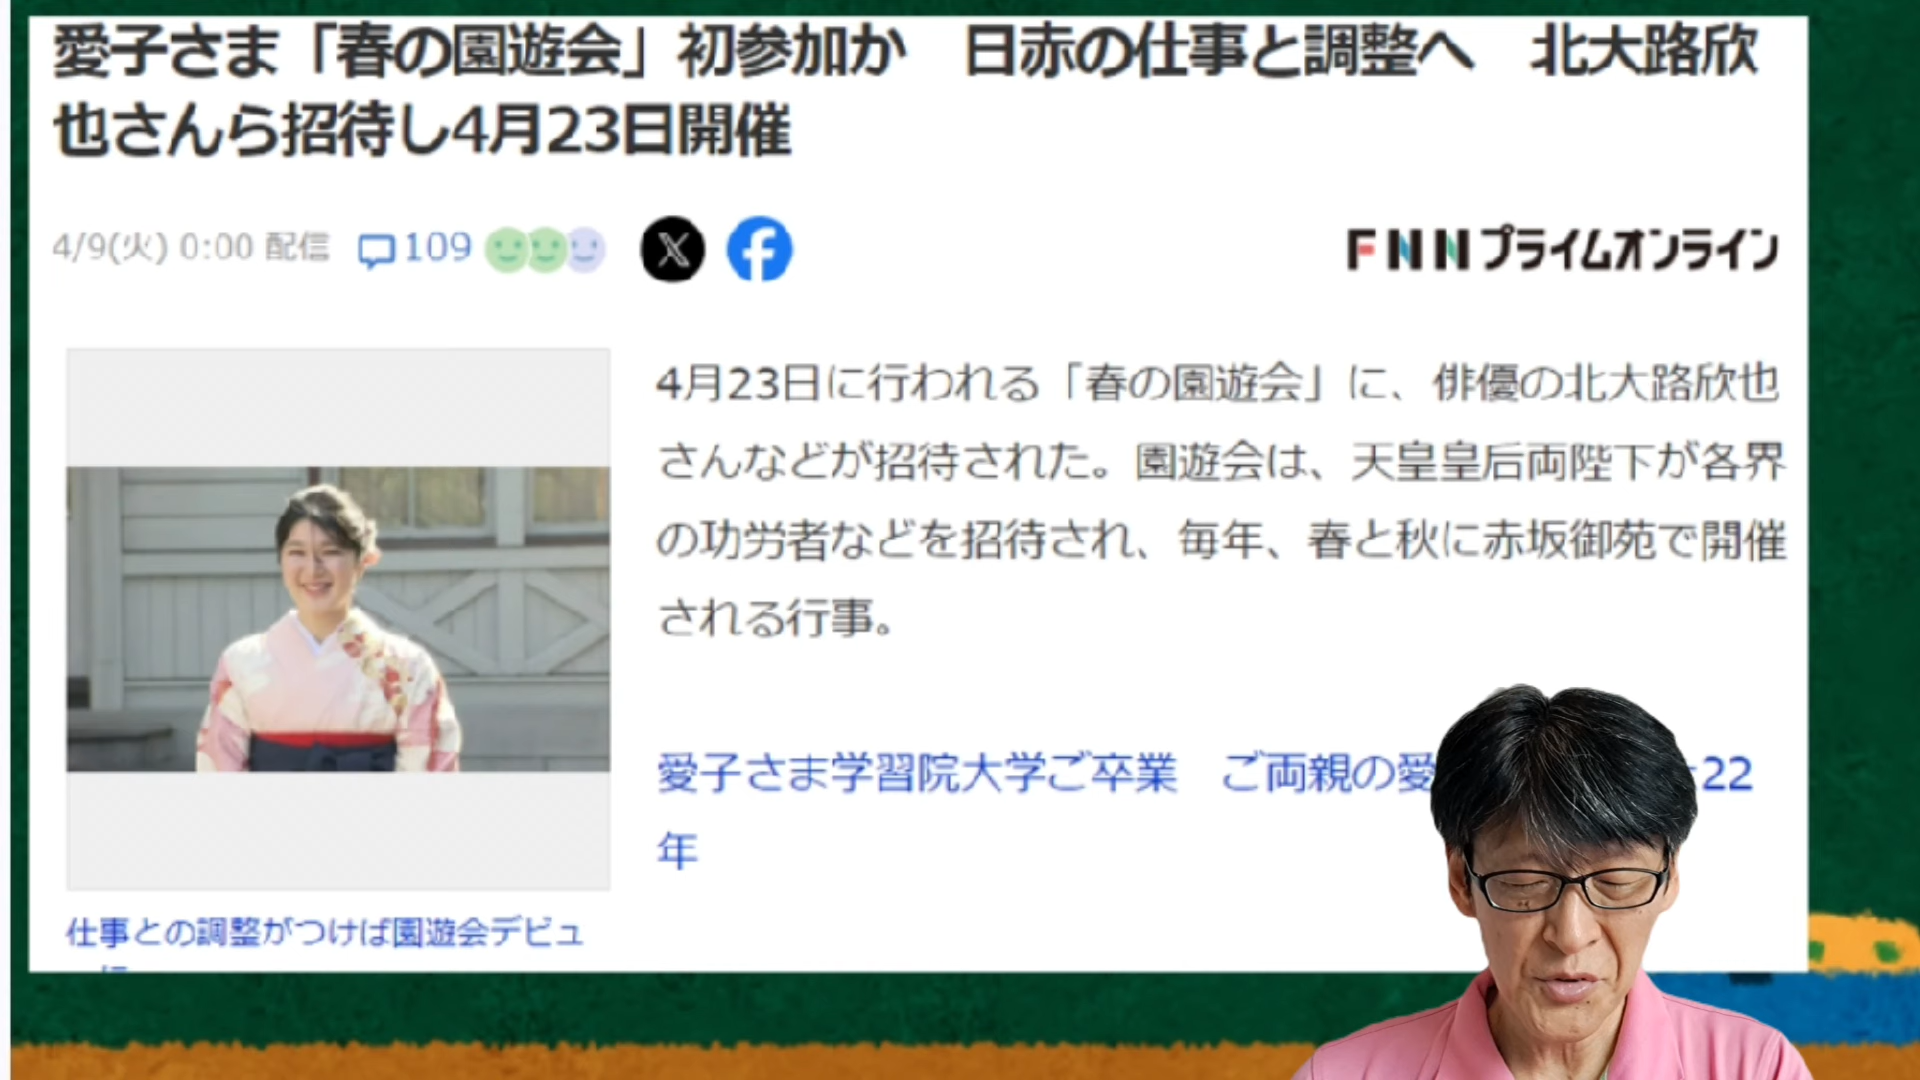 愛子さま「春の園遊会」初参加か　日赤の仕事と調整へ　北大路欣
也さんら招待し4月23日開催
4/9(火) 0:00 配信
109
FNNプライムオンライン
4月23日に行われる「春の園遊会」に、俳優の北大路欣也
さんなどが招待された。園遊会は、天皇皇后両陛下が各界
の功労者などを招待され、毎年、春と秋に赤坂御苑で開催
される行事。
愛子さま学習院大学ご卒業　ご両親の愛
22
年
仕事との調整がつけば園遊会デビュ